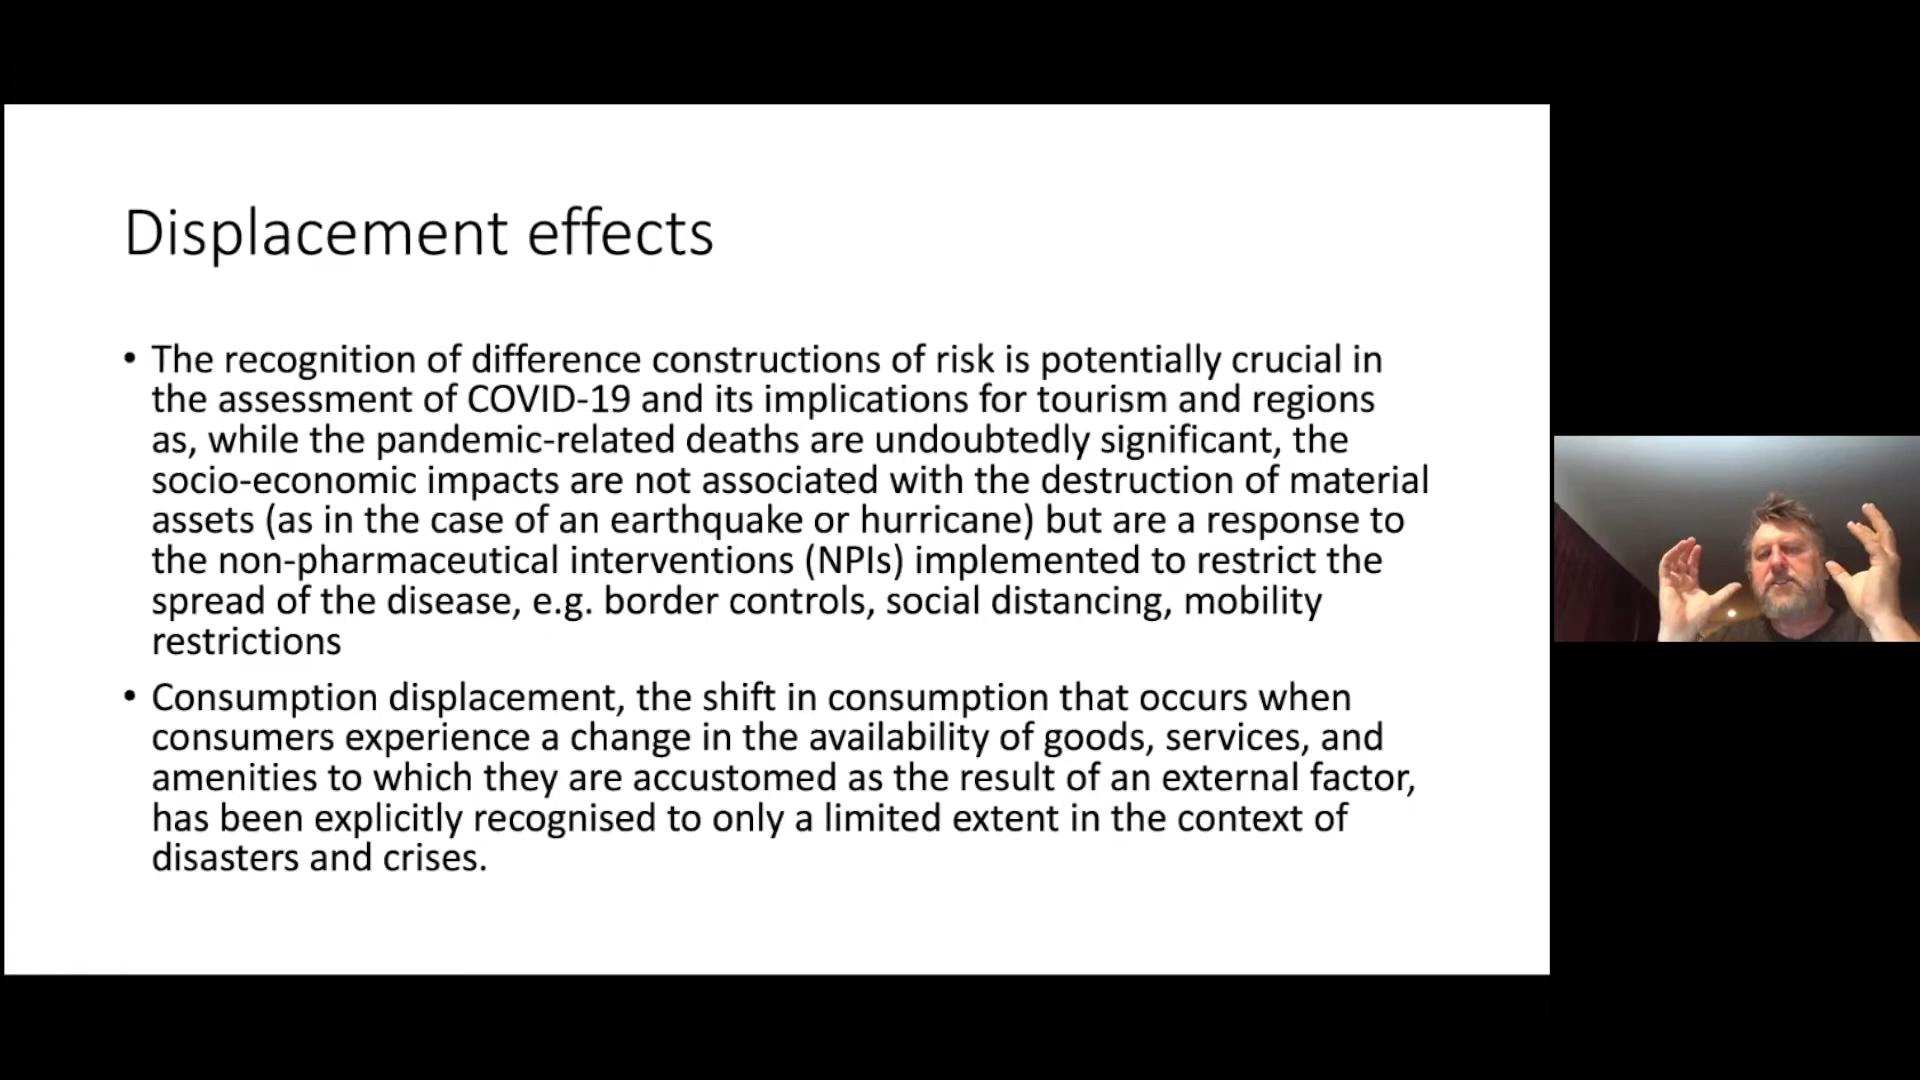 Displacement effects
• The recognition of difference constructions of risk is potentially crucial in
the assessment of COVID-19 and its implications for tourism and regions
as, while the pandemic-related deaths are undoubtedly significant, the
socio-economic impacts are not associated with the destruction of material
assets (as in the case of an earthquake or hurricane) but are a response to
the non-pharmaceutical interventions (NPIs) implemented to restrict the
spread of the disease, e.g. border controls, social distancing, mobility
restrictions
• Consumption displacement, the shift in consumption that occurs when
consumers experience a change in the availability of goods, services, and
amenities to which they are accustomed as the result of an external factor,
has been explicitly recognised to only a limited extent in the context of
disasters and crises.